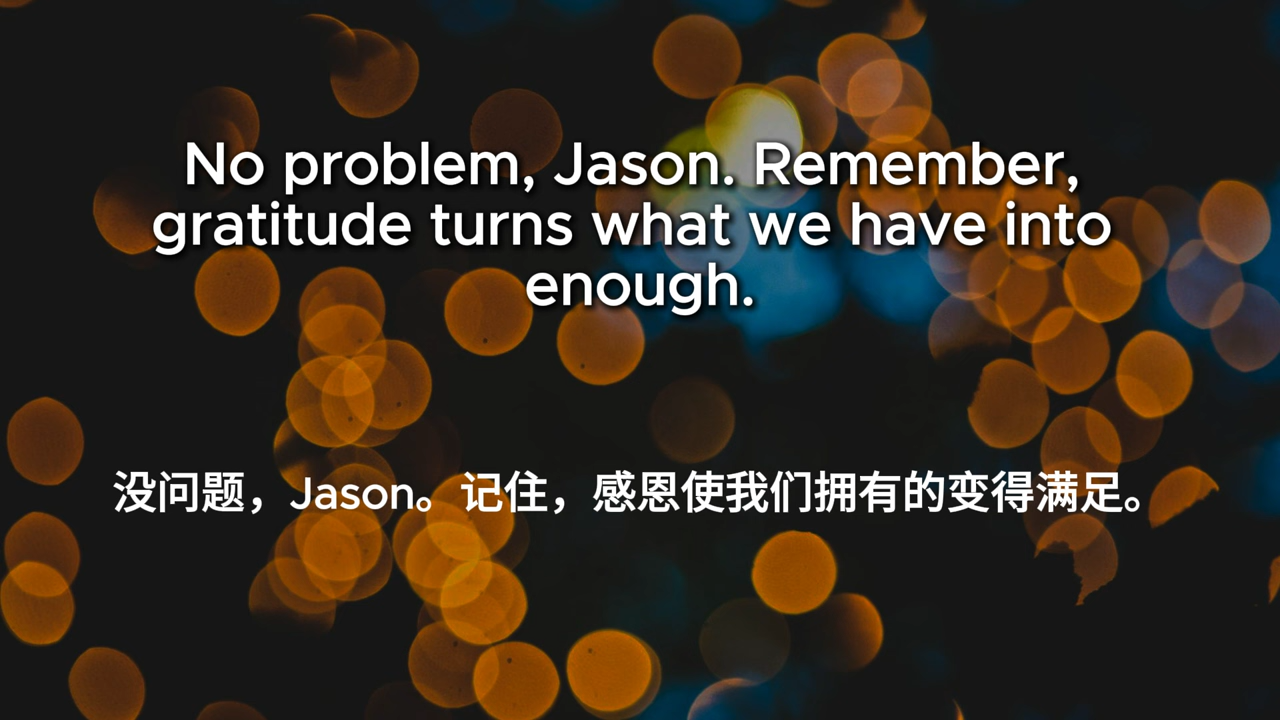 No problem, Jason. Remember,
gratitude turns what we have into
enough.
没问题，Jason。 记住，感恩使我们拥有的变得满足。